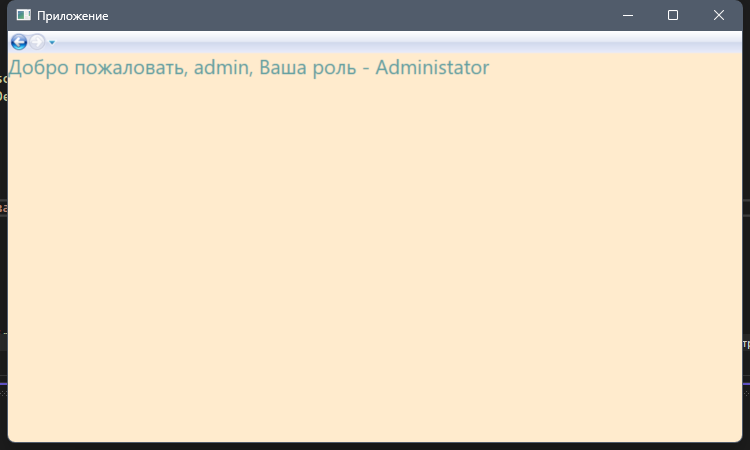 Приложение
Добро пожаловать, admin, Ваша роль - Administator